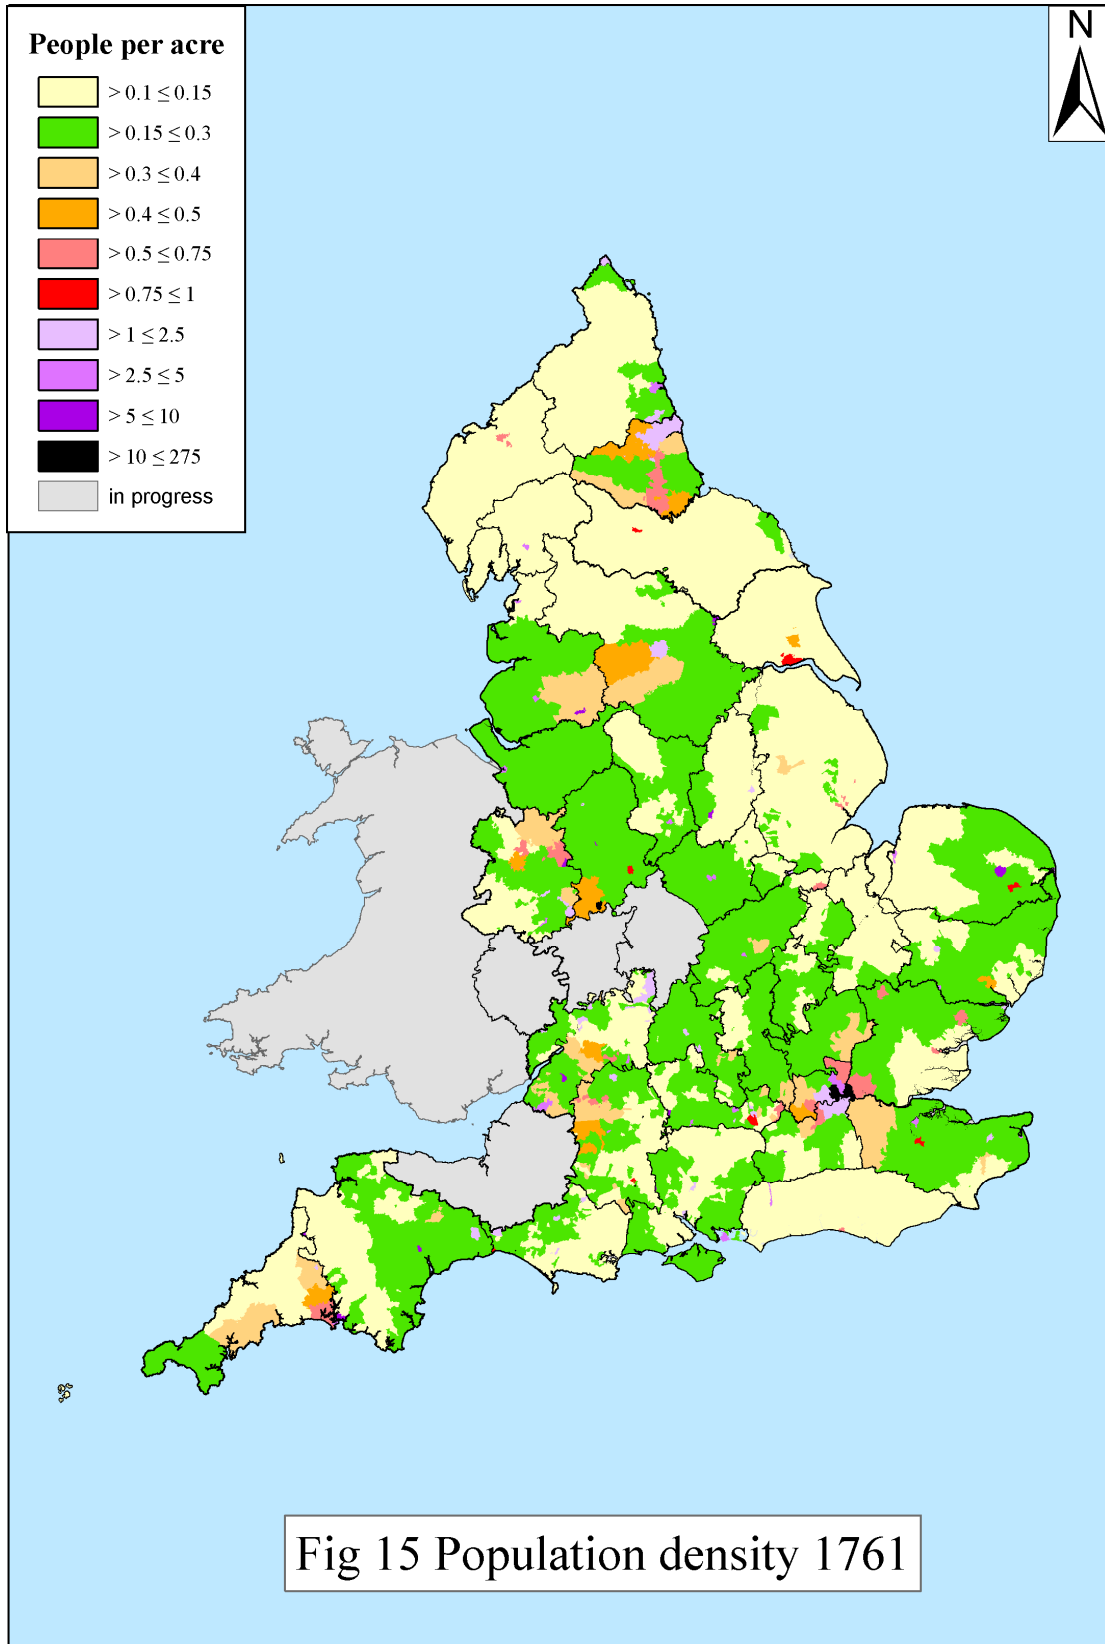 People per acre
> 0.1 ≤ 0.15
> 0.15 ≤ 0.3
> 0.3 ≤ 0.4
> 0.4 ≤ 0.5
> 0.5 ≤ 0.75
> 0.75 ≤ 1
> 1 ≤ 2.5
> 2.5 ≤ 5
> 5 ≤ 10
> 10 ≤ 275
in progress
N
Fig 15 Population density 1761